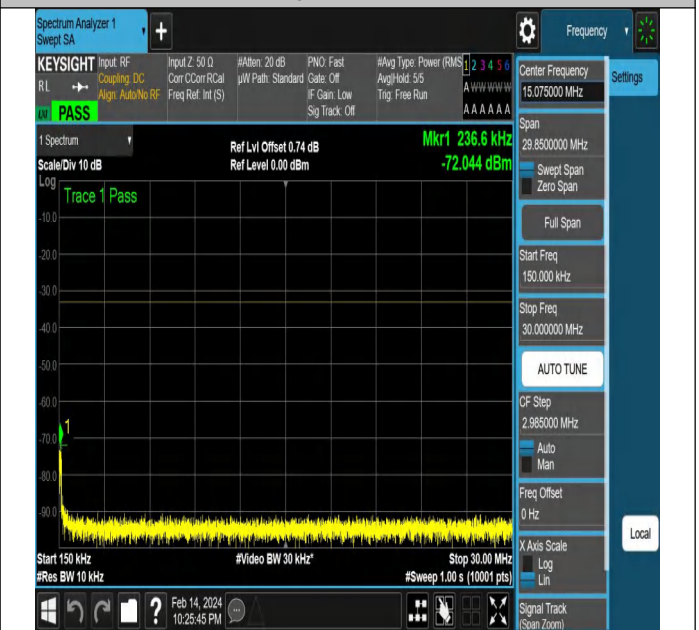 Spectrum Analyzer 1
Swept SA
+
Frequency
KEYSIGHT
RL
PASS
Input: RF
Coupling: DC
Align: Auto/No RF
Input Z: 50 Ω
Corr CCorr RCal
Freq Ref: Int (S)
#Atten: 20 dB
µW Path: Standard
PNO: Fast
Gate: Off
IF Gain: Low
Sig Track: Off
#Avg Type: Power (RMS
Avg|Hold: 5/5
Trig: Free Run
1 2 3 4 5 6
A W W W W W
A A A A A A
1 Spectrum
Scale/Div 10 dB
Ref Lvl Offset 0.74 dB
Ref Level 0.00 dBm
Mkr1 236.6 kHz
-72.044 dBm
Log
Trace 1 Pass
-10.0
-20.0
-30.0
-40.0
-50.0
-60.0
-70.0
-80.0
-90.0
1
Start 150 kHz
#Res BW 10 kHz
#Video BW 30 kHz*
Stop 30.00 MHz
#Sweep 1.00 s (10001 pts)
Feb 14, 2024
10:25:45 PM
?
Center Frequency
15.075000 MHz
Settings
Span
29.8500000 MHz
Swept Span
Zero Span
Full Span
Start Freq
150.000 kHz
Stop Freq
30.000000 MHz
AUTO TUNE
CF Step
2.985000 MHz
Auto
Man
Freq Offset
0 Hz
X Axis Scale
Log
Lin
Signal Track
(Span Zoom)
Local